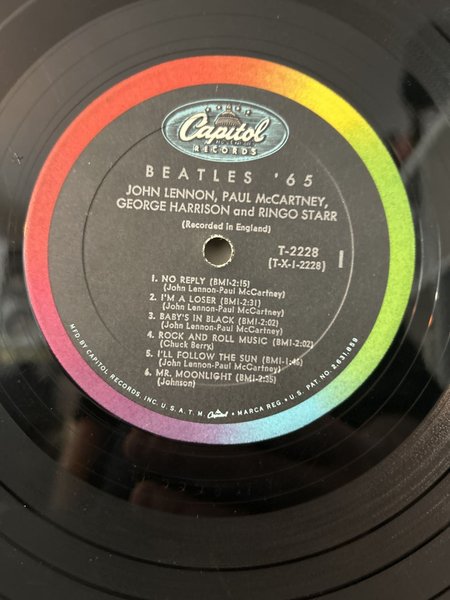 Capitol
RECORDS
BEATLES '65
JOHN LENNON, PAUL McCARTNEY,
GEORGE HARRISON and RINGO STARR
(Recorded in England)
T-2228
(T-X-1-2228)
1
1. NO REPLY (BMI-2:15)
(John Lennon-Paul McCartney)
2. I'M A LOSER (BMI-2:31)
(John Lennon-Paul McCartney)
3. BABY'S IN BLACK (BMI-2:02)
(John Lennon-Paul McCartney)
4. ROCK AND ROLL MUSIC (BMI-2:02)
(Chuck Berry)
5. I'LL FOLLOW THE SUN (BMI-1:46)
(John Lennon-Paul McCartney)
6. MR. MOONLIGHT (BMI-2:35)
(Johnson)
MFD. BY CAPITOL RECORDS INC. U.S.A. T.M. Capitol - MARCA REG. • U.S. PAT. NO. 2,631,859